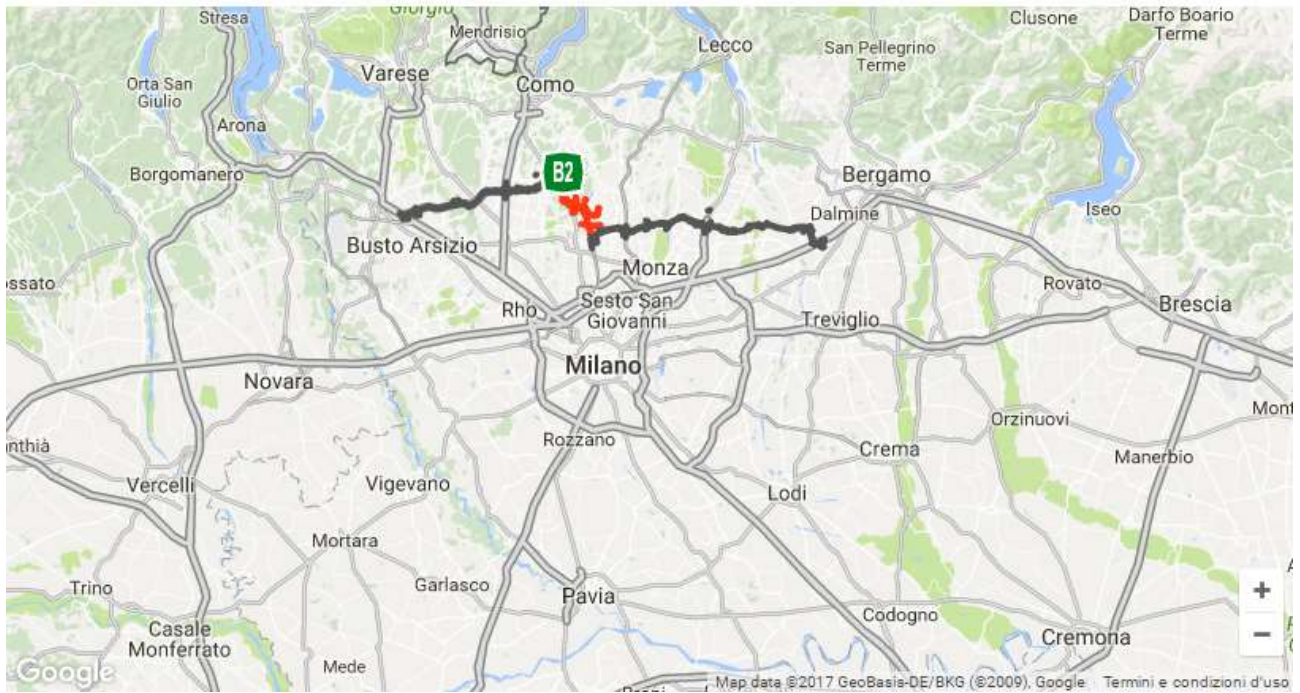 Stresa
Giorgio
Mendrisio
Clusone
Darfo Boario
Terme
Lecco
San Pellegrino
Terme
Varese
Como
Orta San
Giulio
Arona
Borgomanero
B2
Bergamo
Dalmine
Iseo
Busto Arsizio
Monza
ossato
Rovato
Brescia
Rho
Sesto San
Giovanni
Treviglio
Milano
Novara
Mont
Orzinuovi
Rozzano
nthià
Crema
Manerbio
Vercelli
Vigevano
Lodi
Mortara
Trino
Garlasco
Pavia
Codogno
+
Casale
Monferrato
Cremona
−
Mede
Google
Map data ©2017 GeoBasis-DE/BKG (©2009), Google
Termini e condizioni d'uso